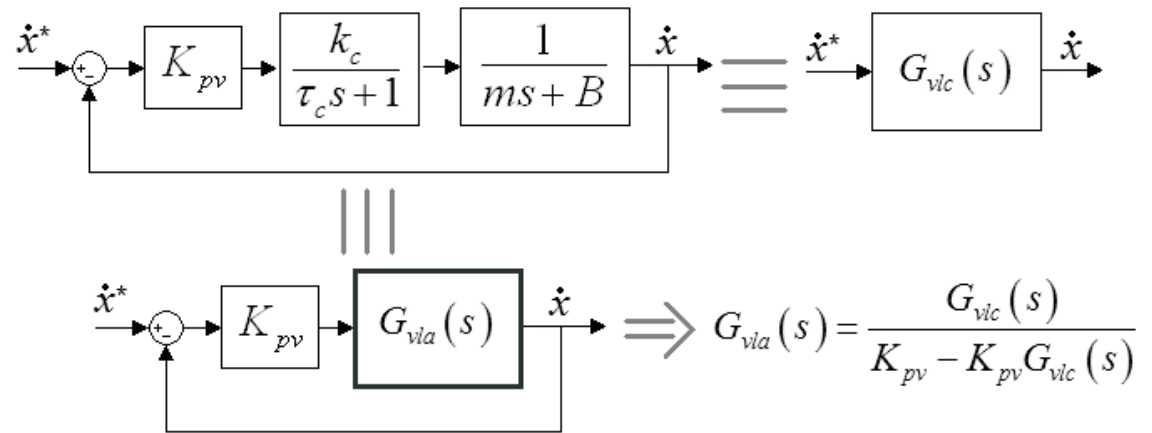 ẋ* + − K_pv k_c / (τ_c s + 1) 1 / (ms + B) ẋ ≡ ẋ* G_vlc(s) ẋ
ẋ* + − K_pv G_vla(s) ẋ ⇒ G_vla(s) = G_vlc(s) / (K_pv − K_pv G_vlc(s))